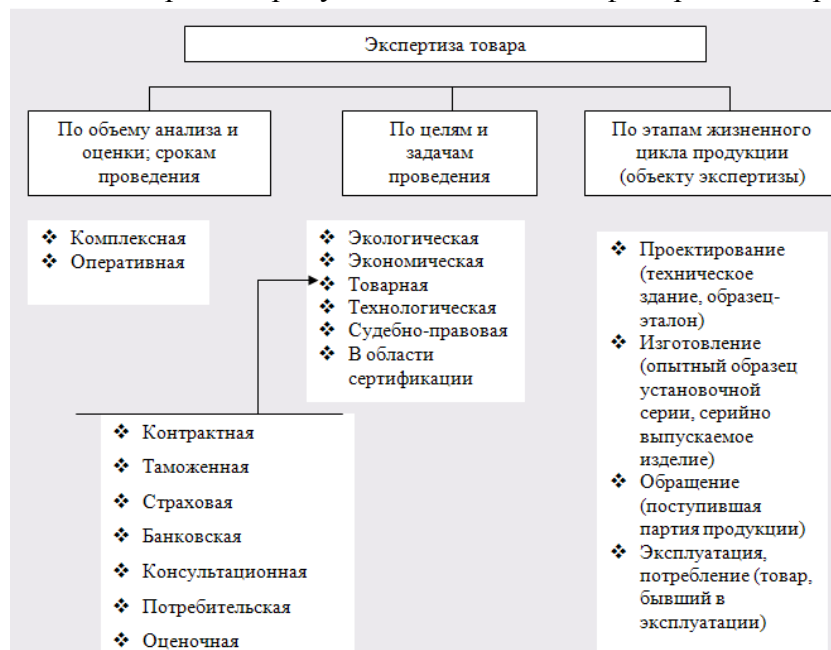 Экспертиза товара
По объему анализа и
оценки; срокам
проведения
По целям и
задачам
проведения
По этапам жизненного
цикла продукции
(объекту экспертизы)
❖ Комплексная
❖ Оперативная
❖ Экологическая
❖ Экономическая
❖ Товарная
❖ Технологическая
❖ Судебно-правовая
❖ В области
сертификации
❖ Контрактная
❖ Таможенная
❖ Страховая
❖ Банковская
❖ Консультационная
❖ Потребительская
❖ Оценочная
❖ Проектирование
(техническое
здание, образец-
эталон)
❖ Изготовление
(опытный образец
установочной
серии, серийно
выпускаемое
изделие)
❖ Обращение
(поступившая
партия продукции)
❖ Эксплуатация,
потребление (товар,
бывший в
эксплуатации)